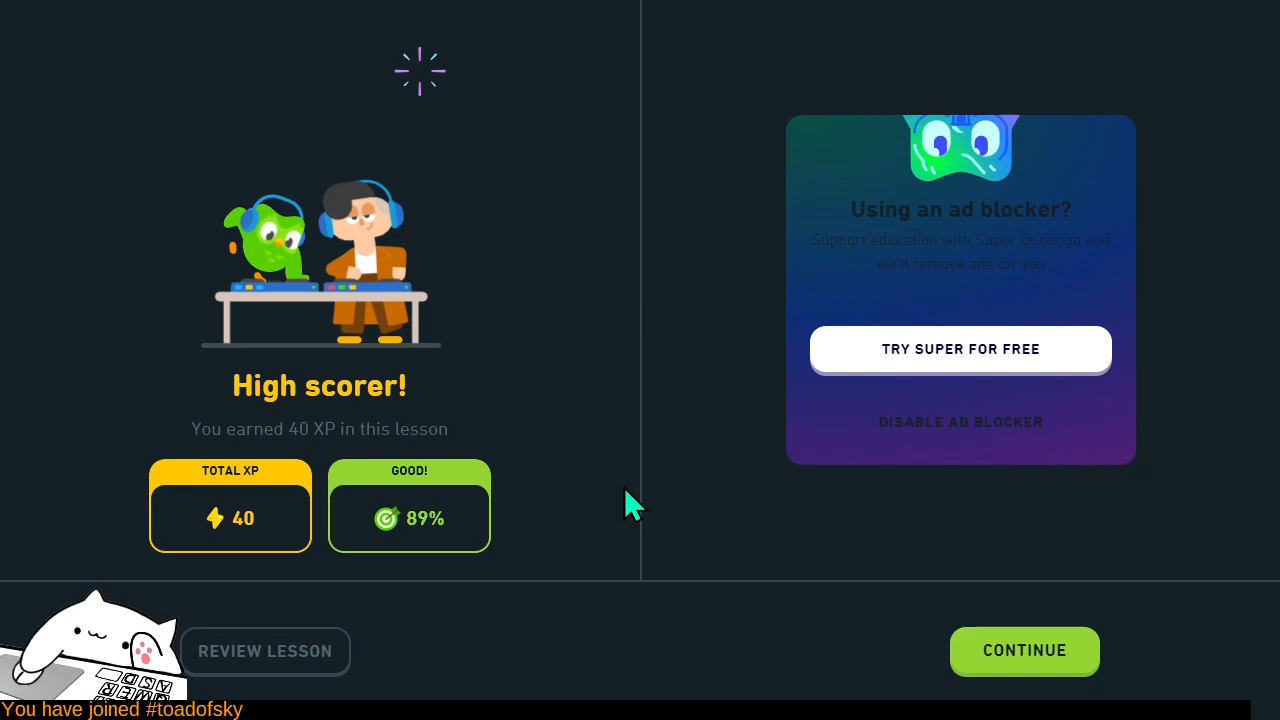 High scorer!
You earned 40 XP in this lesson
TOTAL XP
40
GOOD!
89%
Using an ad blocker?
Support education with Super Duolingo and
we'll remove ads for you
TRY SUPER FOR FREE
DISABLE AD BLOCKER
REVIEW LESSON
CONTINUE
You have joined #toadofsky